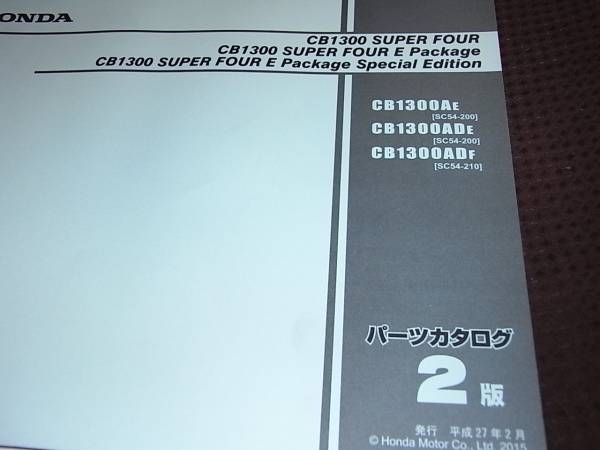 ONDA
CB1300 SUPER FOUR
CB1300 SUPER FOUR E Package
CB1300 SUPER FOUR E Package Special Edition
CB1300AE
[SC54-200]
CB1300ADE
[SC54-200]
CB1300ADF
[SC54-210]
パーツカタログ
2版
発行 平成27年2月
© Honda Motor Co., Ltd. 2015